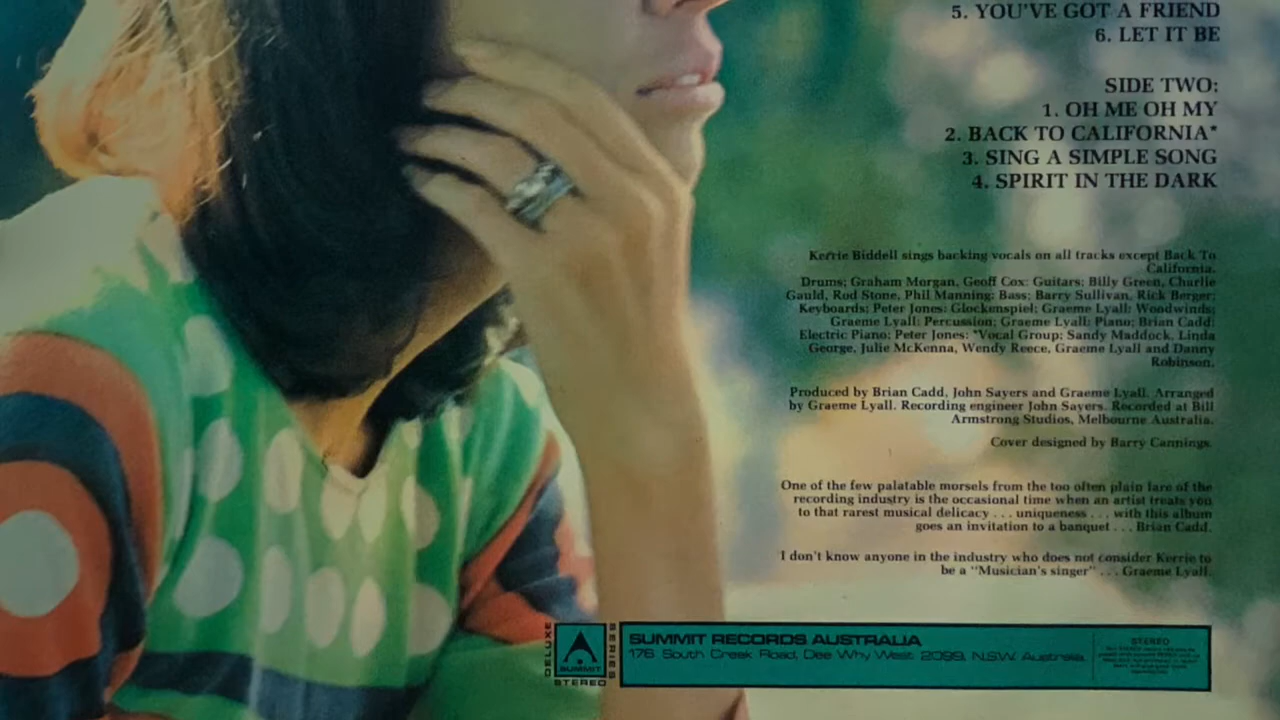 5. YOU'VE GOT A FRIEND
6. LET IT BE
SIDE TWO:
1. OH ME OH MY
2. BACK TO CALIFORNIA*
3. SING A SIMPLE SONG
4. SPIRIT IN THE DARK
Kerrie Biddell sings backing vocals on all tracks except Back To
California.
Drums; Graham Morgan, Geoff Cox: Guitars; Billy Green, Charlie
Gauld, Rod Stone, Phil Manning: Bass; Barry Sullivan, Rick Berger;
Keyboards; Peter Jones: Glockenspiel; Graeme Lyall: Woodwinds;
Graeme Lyall: Percussion; Graeme Lyall: Piano; Brian Cadd:
Electric Piano; Peter Jones: *Vocal Group; Sandy Maddock, Linda
George, Julie McKenna, Wendy Reece, Graeme Lyall and Danny
Robinson.
Produced by Brian Cadd, John Sayers and Graeme Lyall. Arranged
by Graeme Lyall. Recording engineer John Sayers. Recorded at Bill
Armstrong Studios, Melbourne Australia.
Cover designed by Barry Cannings.
One of the few palatable morsels from the too often plain fare of the
recording industry is the occasional time when an artist treats you
to that rarest musical delicacy . . . uniqueness . . . with this album
goes an invitation to a banquet . . . Brian Cadd.
I don't know anyone in the industry who does not consider Kerrie to
be a "Musician's singer" . . . Graeme Lyall.
DELUXE
SUMMIT
SERIES
STEREO
SUMMIT RECORDS AUSTRALIA
176 South Creek Road, Dee Why West 2099, N.S.W. Australia
STEREO